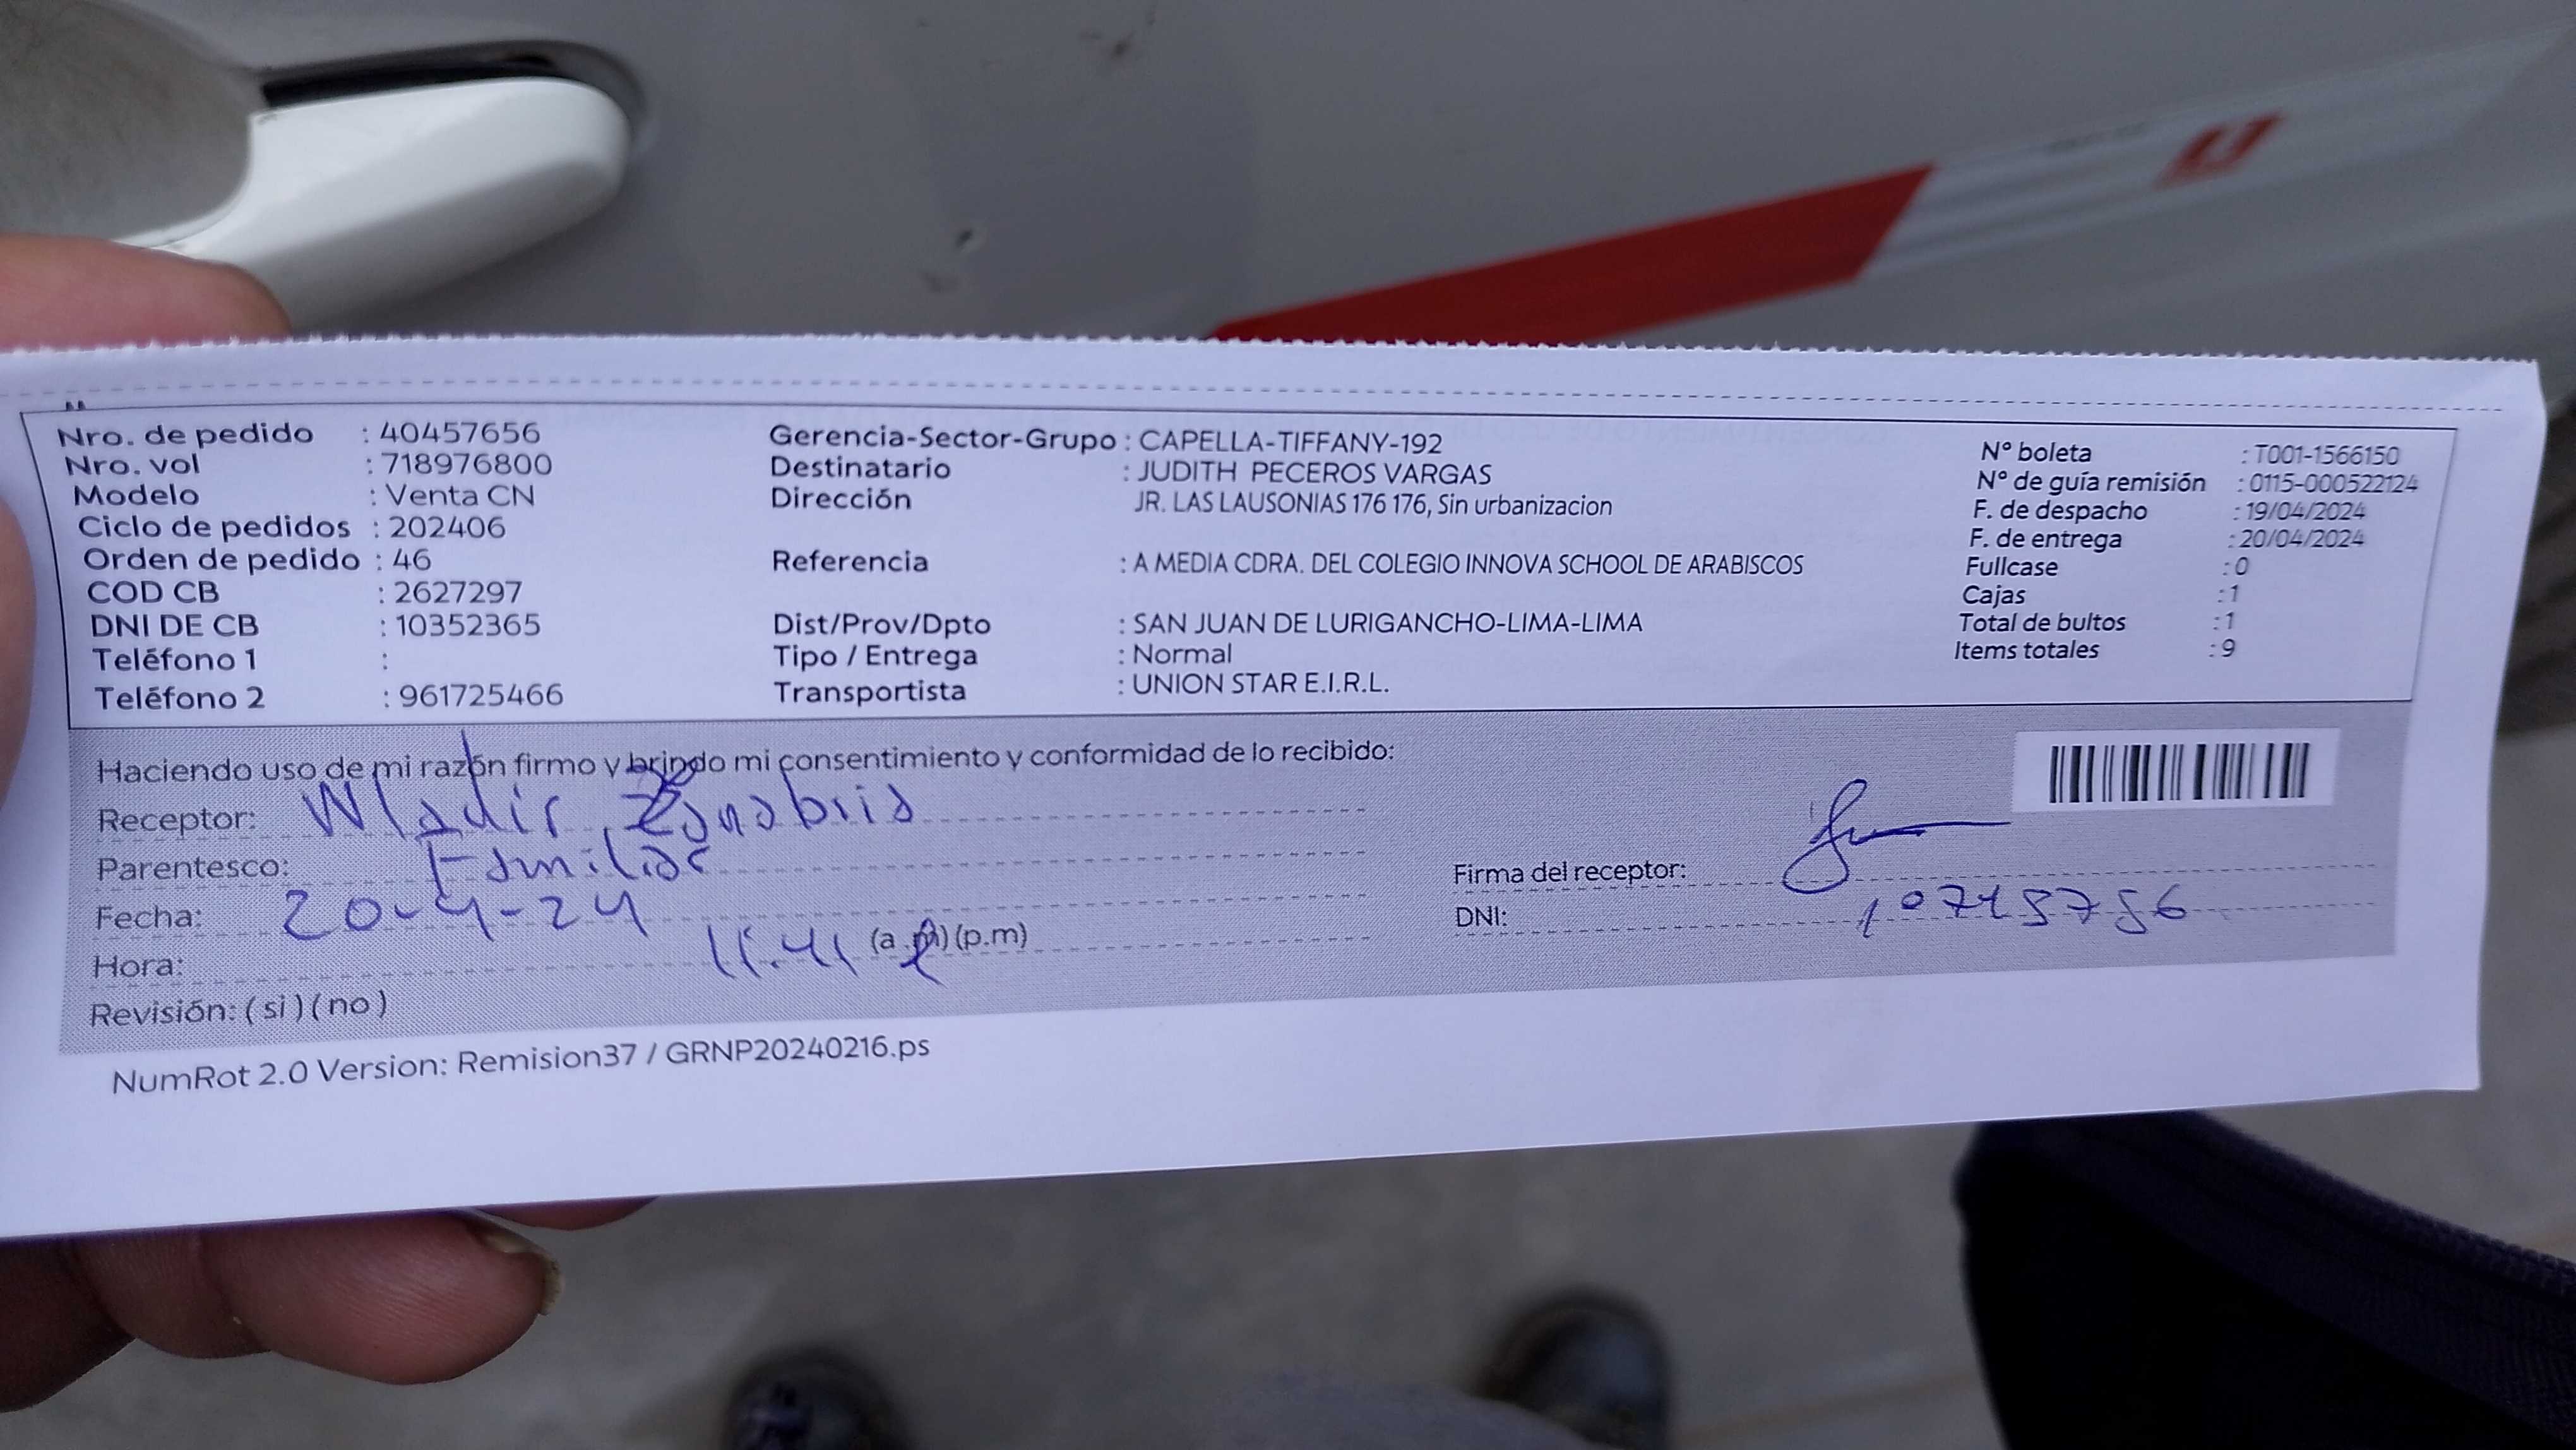 Nro. de pedido : 40457656
Nro. vol : 718976800
Modelo : Venta CN
Ciclo de pedidos : 202406
Orden de pedido : 46
COD CB : 2627297
DNI DE CB : 10352365
Teléfono 1 :
Teléfono 2 : 961725466
Gerencia-Sector-Grupo : CAPELLA-TIFFANY-192
Destinatario : JUDITH PECEROS VARGAS
Dirección JR. LAS LAUSONIAS 176 176, Sin urbanizacion
Referencia : A MEDIA CDRA. DEL COLEGIO INNOVA SCHOOL DE ARABISCOS
Dist/Prov/Dpto : SAN JUAN DE LURIGANCHO-LIMA-LIMA
Tipo / Entrega : Normal
Transportista : UNION STAR E.I.R.L.
N° boleta : T001-1566150
N° de guía remisión : 0115-000522124
F. de despacho : 19/04/2024
F. de entrega : 20/04/2024
Fullcase : 0
Cajas : 1
Total de bultos : 1
Items totales : 9
Haciendo uso de mi razón firmo y brindo mi consentimiento y conformidad de lo recibido:
Receptor: Wladir
Parentesco: Familiar
Fecha: 20-4-24
Hora: 11.41 (a.m) (p.m)
Revisión: ( si ) ( no )
Firma del receptor:
DNI:
NumRot 2.0 Version: Remision37 / GRNP20240216.ps